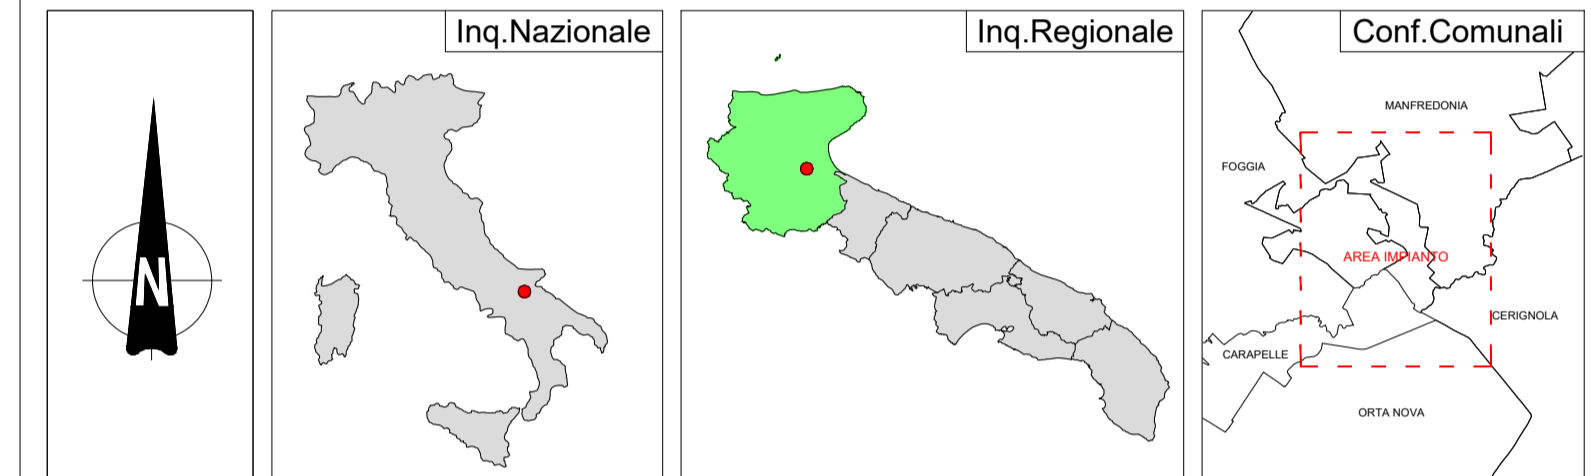 N
Inq.Nazionale
Inq.Regionale
Conf.Comunali
MANFREDONIA
FOGGIA
AREA IMPIANTO
CERIGNOLA
CARAPELLE
ORTA NOVA